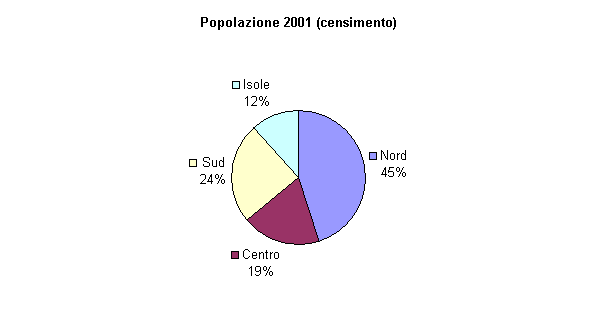 Popolazione 2001 (censimento)
Isole
12%
Nord
45%
Sud
24%
Centro
19%